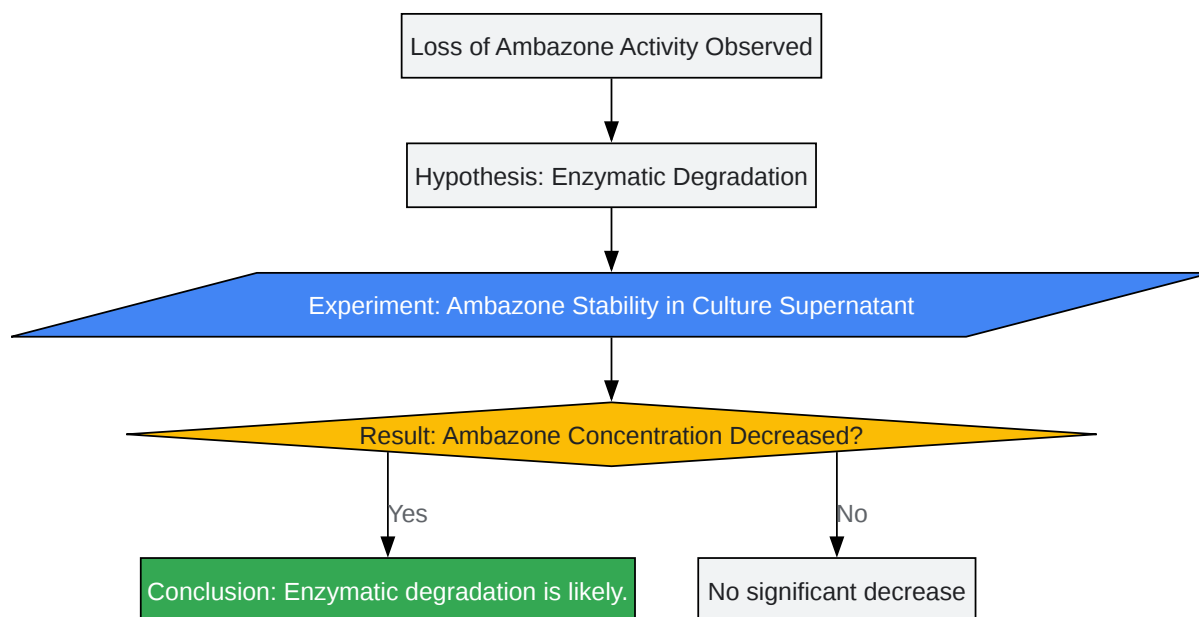 Loss of Ambazone Activity Observed
Hypothesis: Enzymatic Degradation
Experiment: Ambazone Stability in Culture Supernatant
Result: Ambazone Concentration Decreased?
Yes
No
Conclusion: Enzymatic degradation is likely.
No significant decrease